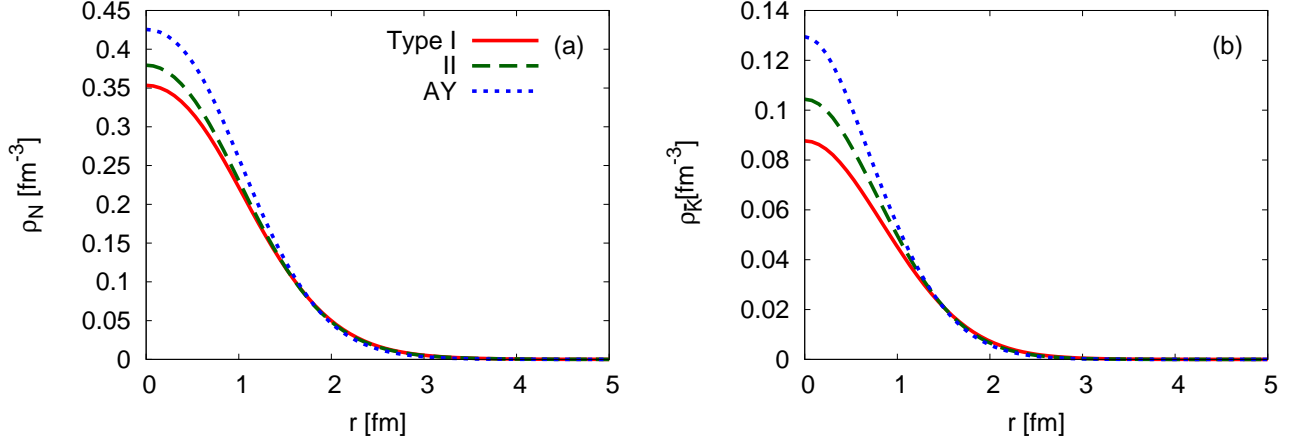 0.45
0.4
0.35
0.3
0.25
0.2
0.15
0.1
0.05
0
0 1 2 3 4 5
ρ_N [fm^-3]
r [fm]
Type I
II
AY
(a)
0.14
0.12
0.1
0.08
0.06
0.04
0.02
0
0 1 2 3 4 5
ρ_K̄ [fm^-3]
r [fm]
(b)